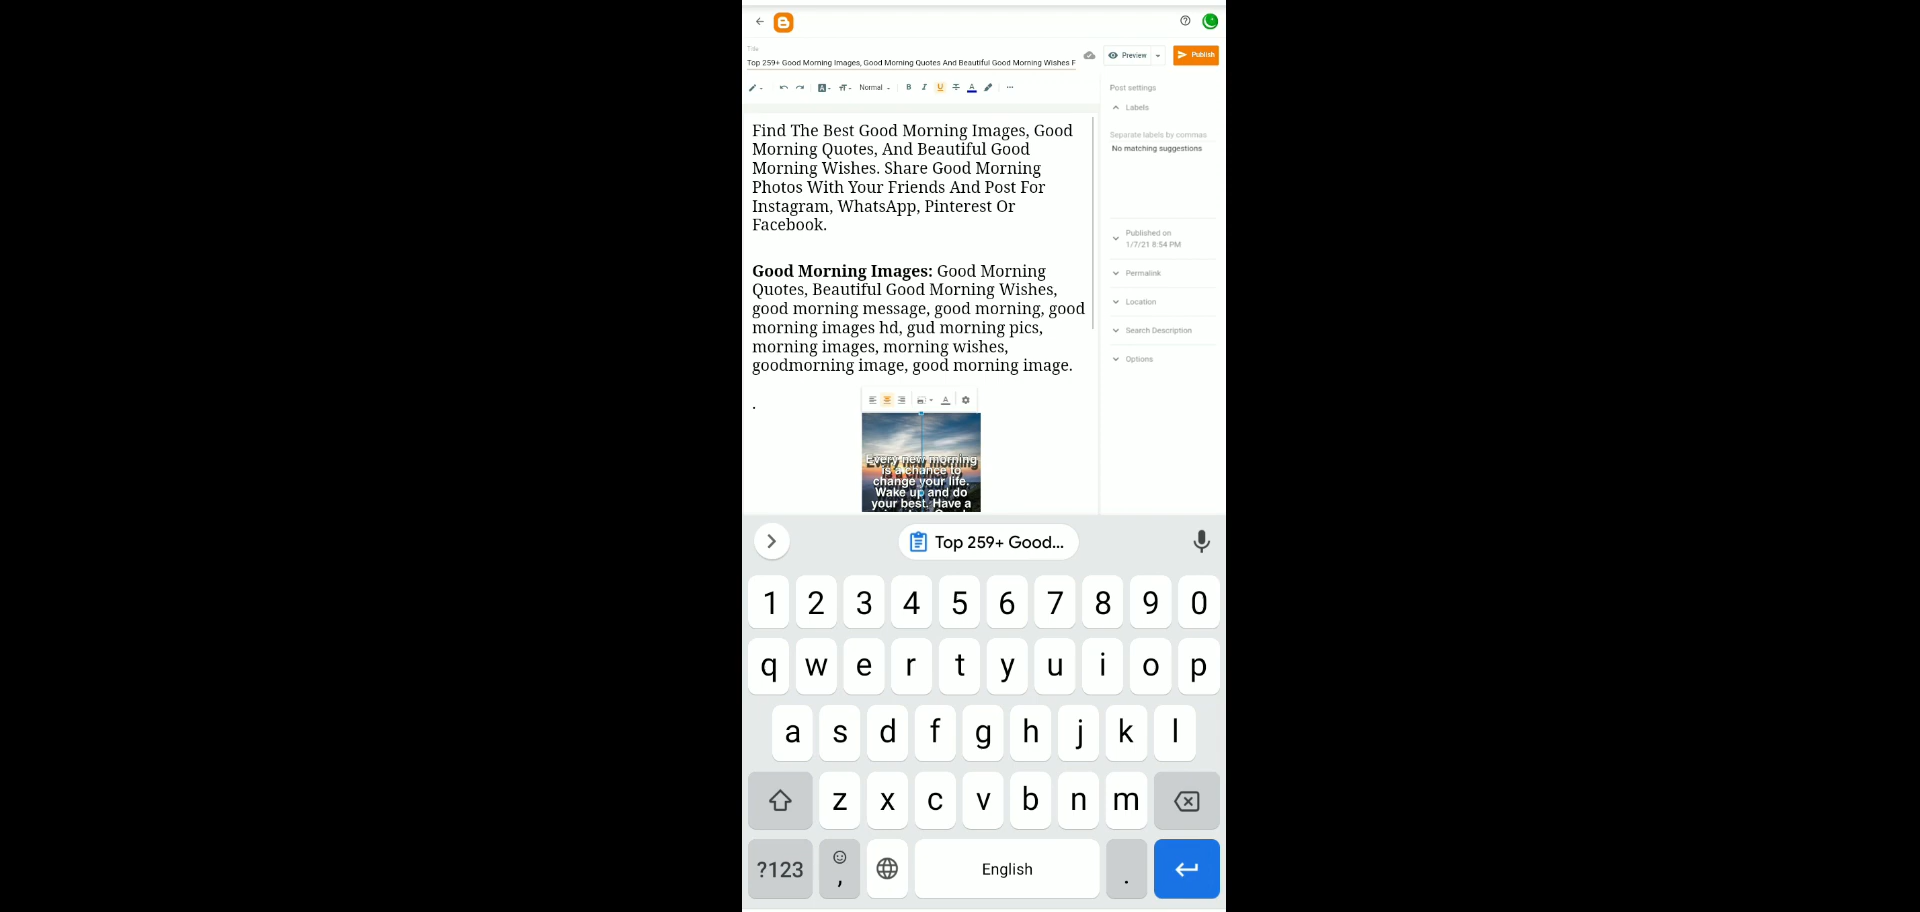 Title
Top 259+ Good Morning Images, Good Morning Quotes And Beautiful Good Morning Wishes F
Preview
Publish
Normal
B I U T A
Post settings
Labels
Separate labels by commas
No matching suggestions
Published on
1/7/21 8:54 PM
Permalink
Location
Search Description
Options
Find The Best Good Morning Images, Good
Morning Quotes, And Beautiful Good
Morning Wishes. Share Good Morning
Photos With Your Friends And Post For
Instagram, WhatsApp, Pinterest Or
Facebook.
Good Morning Images: Good Morning
Quotes, Beautiful Good Morning Wishes,
good morning message, good morning, good
morning images hd, gud morning pics,
morning images, morning wishes,
goodmorning image, good morning image.
.
Every new morning
is a chance to
change your life.
Wake up and do
your best. Have a
Top 259+ Good...
1 2 3 4 5 6 7 8 9 0
q w e r t y u i o p
a s d f g h j k l
z x c v b n m
?123 , English .